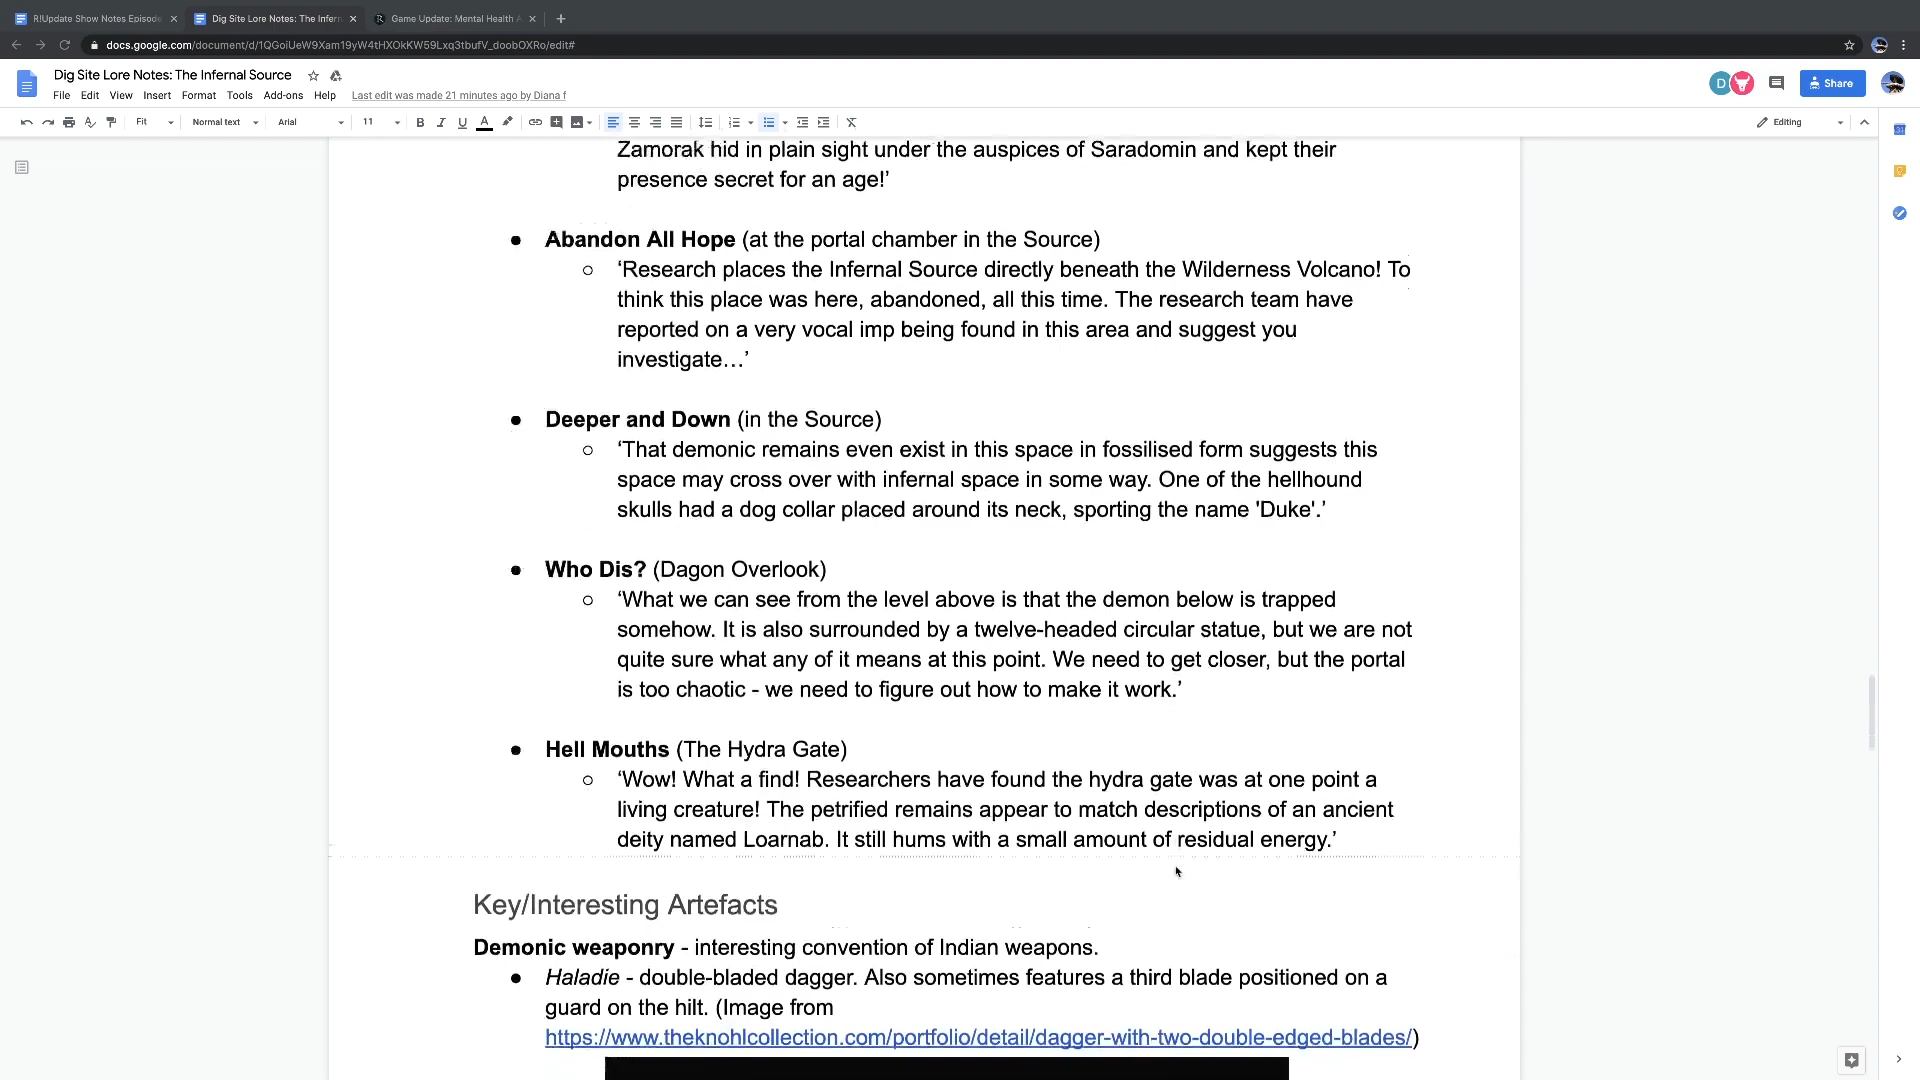 R!Update Show Notes Episode
Dig Site Lore Notes: The Infern
Game Update: Mental Health A
docs.google.com/document/d/1QGoiUeW9Xam19yW4tHXOkKW59Lxq3tbufV_doobOXRo/edit#
Dig Site Lore Notes: The Infernal Source
File Edit View Insert Format Tools Add-ons Help Last edit was made 21 minutes ago by Diana f
D
Share
Fit Normal text Arial 11 B I U A Editing
Zamorak hid in plain sight under the auspices of Saradomin and kept their
presence secret for an age!’
● Abandon All Hope (at the portal chamber in the Source)
○ ‘Research places the Infernal Source directly beneath the Wilderness Volcano! To
think this place was here, abandoned, all this time. The research team have
reported on a very vocal imp being found in this area and suggest you
investigate…’
● Deeper and Down (in the Source)
○ ‘That demonic remains even exist in this space in fossilised form suggests this
space may cross over with infernal space in some way. One of the hellhound
skulls had a dog collar placed around its neck, sporting the name 'Duke'.’
● Who Dis? (Dagon Overlook)
○ ‘What we can see from the level above is that the demon below is trapped
somehow. It is also surrounded by a twelve-headed circular statue, but we are not
quite sure what any of it means at this point. We need to get closer, but the portal
is too chaotic - we need to figure out how to make it work.’
● Hell Mouths (The Hydra Gate)
○ ‘Wow! What a find! Researchers have found the hydra gate was at one point a
living creature! The petrified remains appear to match descriptions of an ancient
deity named Loarnab. It still hums with a small amount of residual energy.’
Key/Interesting Artefacts
Demonic weaponry - interesting convention of Indian weapons.
● Haladie - double-bladed dagger. Also sometimes features a third blade positioned on a
guard on the hilt. (Image from
https://www.theknohlcollection.com/portfolio/detail/dagger-with-two-double-edged-blades/)